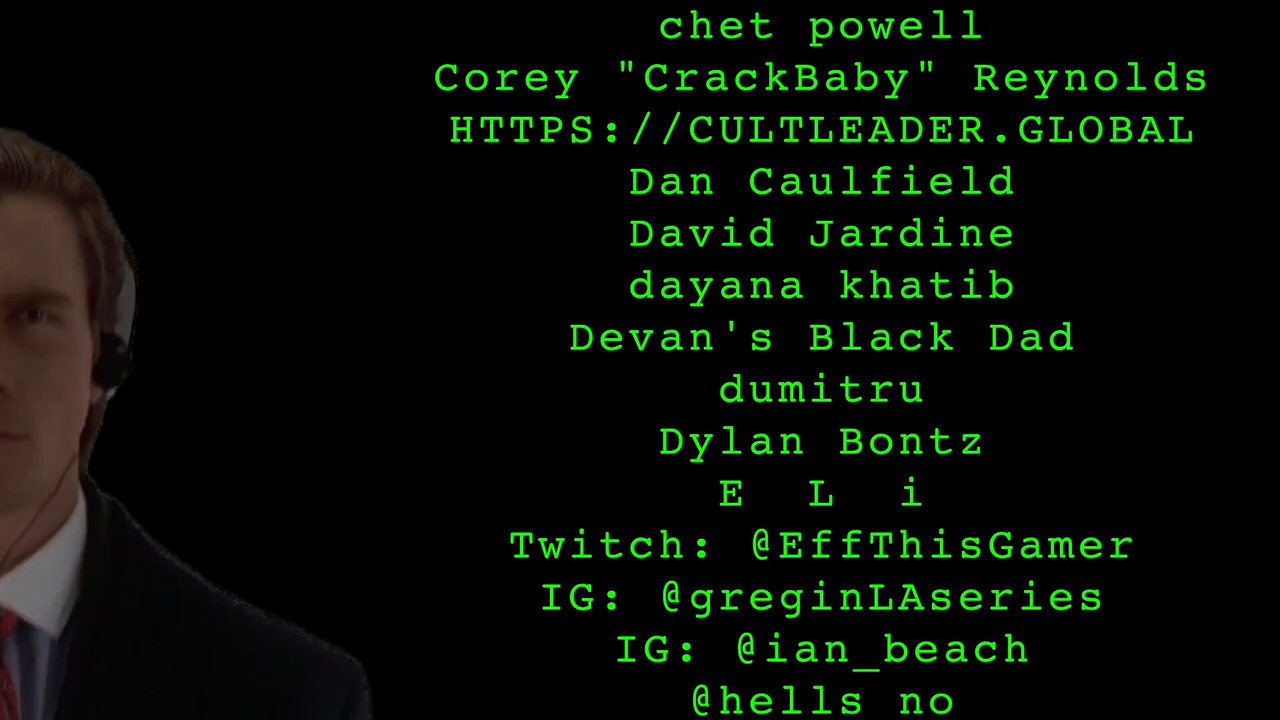 chet powell
Corey "CrackBaby" Reynolds
HTTPS://CULTLEADER.GLOBAL
Dan Caulfield
David Jardine
dayana khatib
Devan's Black Dad
dumitru
Dylan Bontz
E L i
Twitch: @EffThisGamer
IG: @greginLAseries
IG: @ian_beach
@hells no